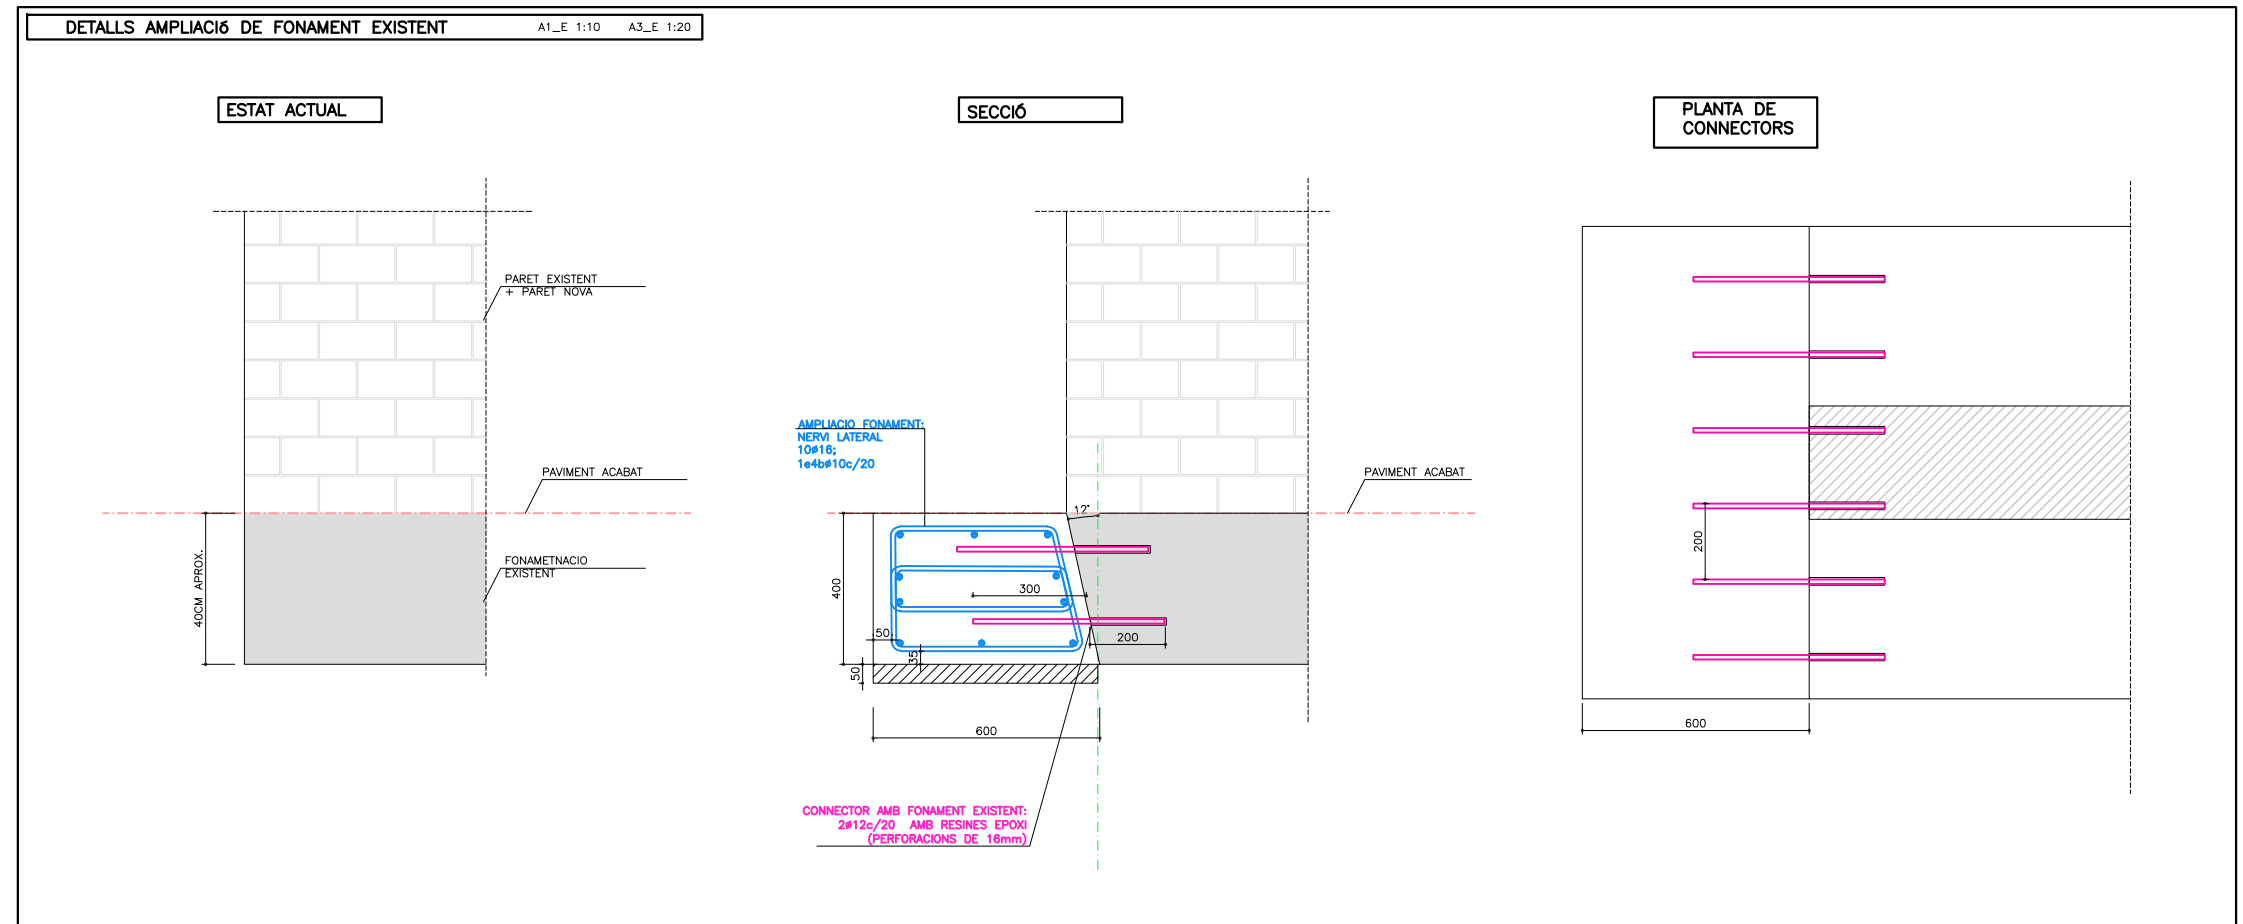 DETALLS AMPLIACIÓ DE FONAMENT EXISTENT A1_E 1:10 A3_E 1:20
ESTAT ACTUAL
PARET EXISTENT
+ PARET NOVA
PAVIMENT ACABAT
40CM APROX.
FONAMETNACIO
EXISTENT
SECCIÓ
AMPLIACIO FONAMENT:
NERVI LATERAL
10ø16;
1e4bø10c/20
PAVIMENT ACABAT
12°
400
300
50
35
200
50
600
CONNECTOR AMB FONAMENT EXISTENT:
2ø12c/20 AMB RESINES EPOXI
(PERFORACIONS DE 16mm)
PLANTA DE
CONNECTORS
200
600